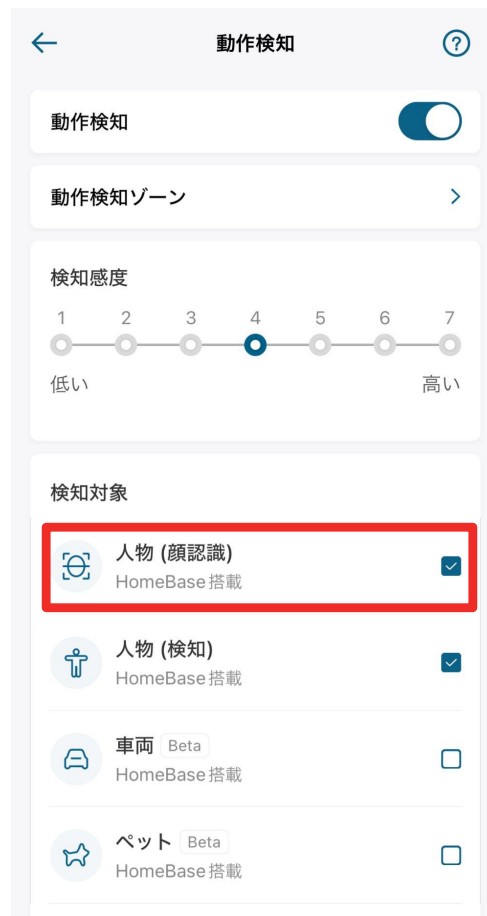 動作検知
動作検知
動作検知ゾーン
検知感度
1 2 3 4 5 6 7
低い 高い
検知対象
人物 (顔認識)
HomeBase搭載
人物 (検知)
HomeBase搭載
車両 Beta
HomeBase搭載
ペット Beta
HomeBase搭載